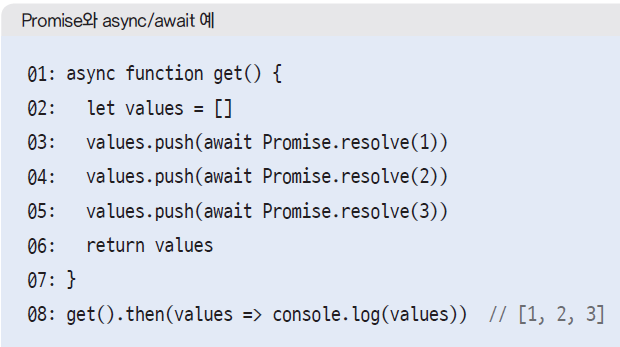 Promise와 async/await 예
01: async function get() {
02:   let values = []
03:   values.push(await Promise.resolve(1))
04:   values.push(await Promise.resolve(2))
05:   values.push(await Promise.resolve(3))
06:   return values
07: }
08: get().then(values => console.log(values))  // [1, 2, 3]